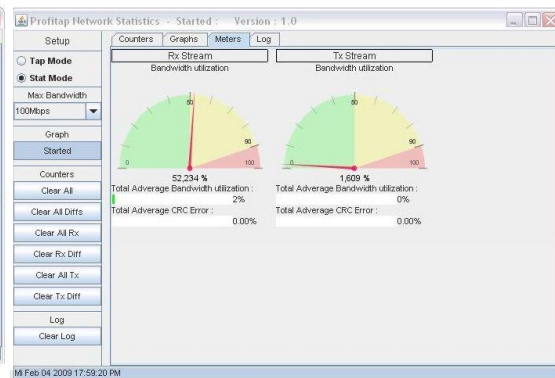 Profitap Network Statistics - Started : Version : 1.0
Setup
Tap Mode
Stat Mode
Max Bandwidth
100Mbps
Graph
Started
Counters
Clear All
Clear All Diffs
Clear All Rx
Clear Rx Diff
Clear All Tx
Clear Tx Diff
Log
Clear Log
Counters Graphs Meters Log
Rx Stream
Bandwidth utilization
0 50 90 100
52,234 %
Total Adverage Bandwidth utilization :
2%
Total Adverage CRC Error :
0.00%
Tx Stream
Bandwidth utilization
0 50 90 100
1,609 %
Total Adverage Bandwidth utilization :
0%
Total Adverage CRC Error :
0.00%
Mi Feb 04 2009 17:59:20 PM